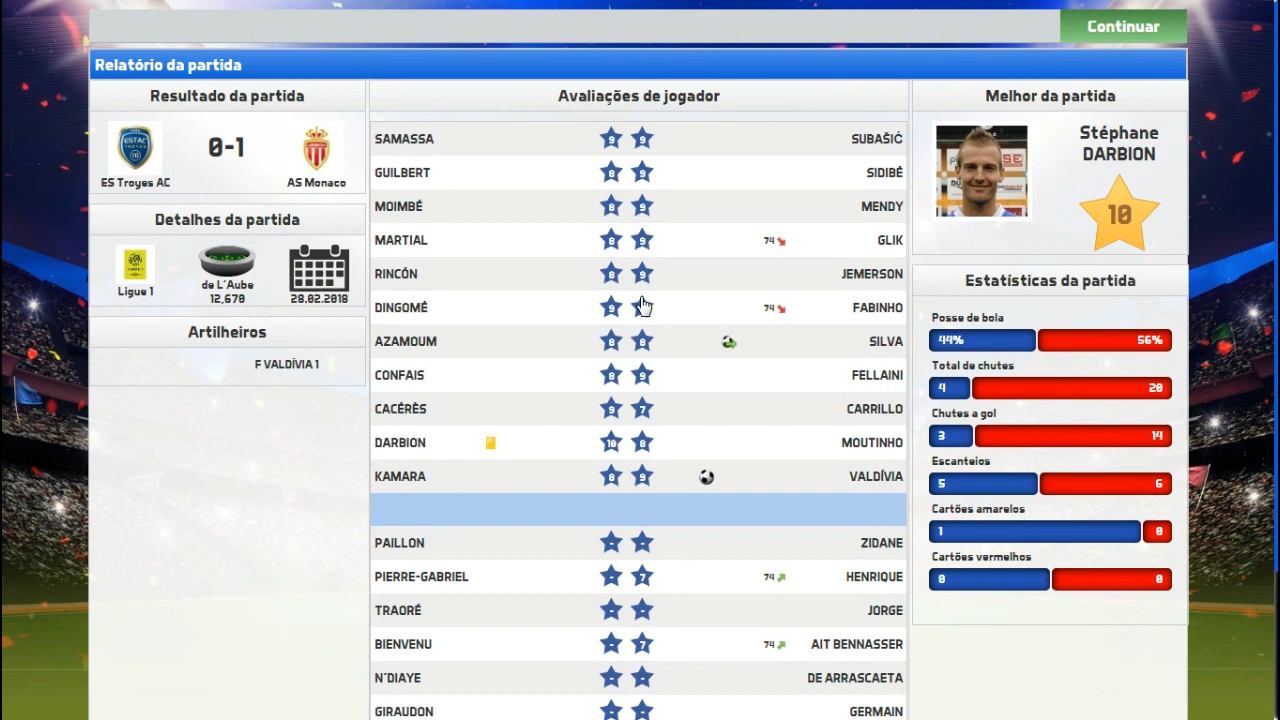 Continuar
Relatório da partida
Resultado da partida
ESTAC
TROYES
10
0-1
ES Troyes AC
AS Monaco
Detalhes da partida
Ligue 1
de L'Aube
12,670
28.02.2018
Artilheiros
F VALDÍVIA 1
Avaliações de jogador
SAMASSA 9 9 SUBAŠIĆ
GUILBERT 8 9 SIDIBÉ
MOIMBÉ 8 9 MENDY
MARTIAL 8 9 74 GLIK
RINCÓN 8 9 JEMERSON
DINGOMÉ 9 74 FABINHO
AZAMOUM 8 8 SILVA
CONFAIS 8 9 FELLAINI
CACÉRÈS 9 7 CARRILLO
DARBION 10 8 MOUTINHO
KAMARA 8 9 VALDÍVIA
PAILLON - - ZIDANE
PIERRE-GABRIEL - 7 74 HENRIQUE
TRAORÉ - - JORGE
BIENVENU - 7 74 AIT BENNASSER
N'DIAYE - - DE ARRASCAETA
GIRAUDON - - GERMAIN
Melhor da partida
Stéphane
DARBION
10
Estatísticas da partida
Posse de bola
44% 56%
Total de chutes
4 20
Chutes a gol
3 14
Escanteios
5 6
Cartões amarelos
1 0
Cartões vermelhos
0 0